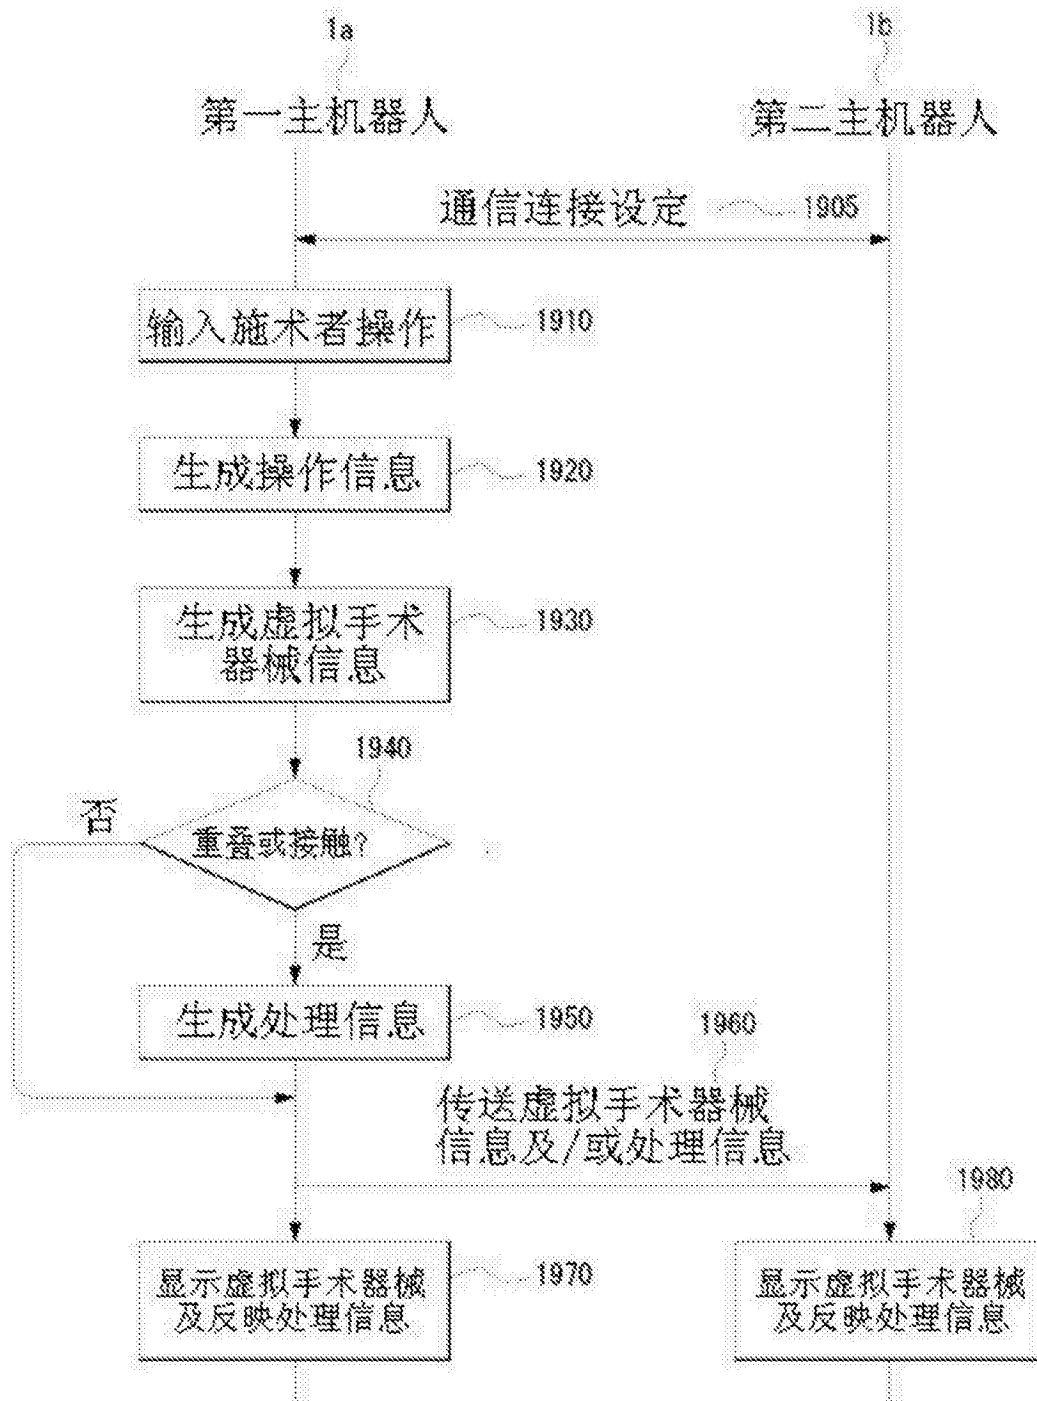 1a
1b
第一主机器人
第二主机器人
通信连接设定
1905
输入施术者操作
1910
生成操作信息
1920
生成虚拟手术
器械信息
1930
1940
否
重叠或接触?
是
生成处理信息
1950
1960
传送虚拟手术器械
信息及/或处理信息
1980
显示虚拟手术器械
及反映处理信息
1970
显示虚拟手术器械
及反映处理信息